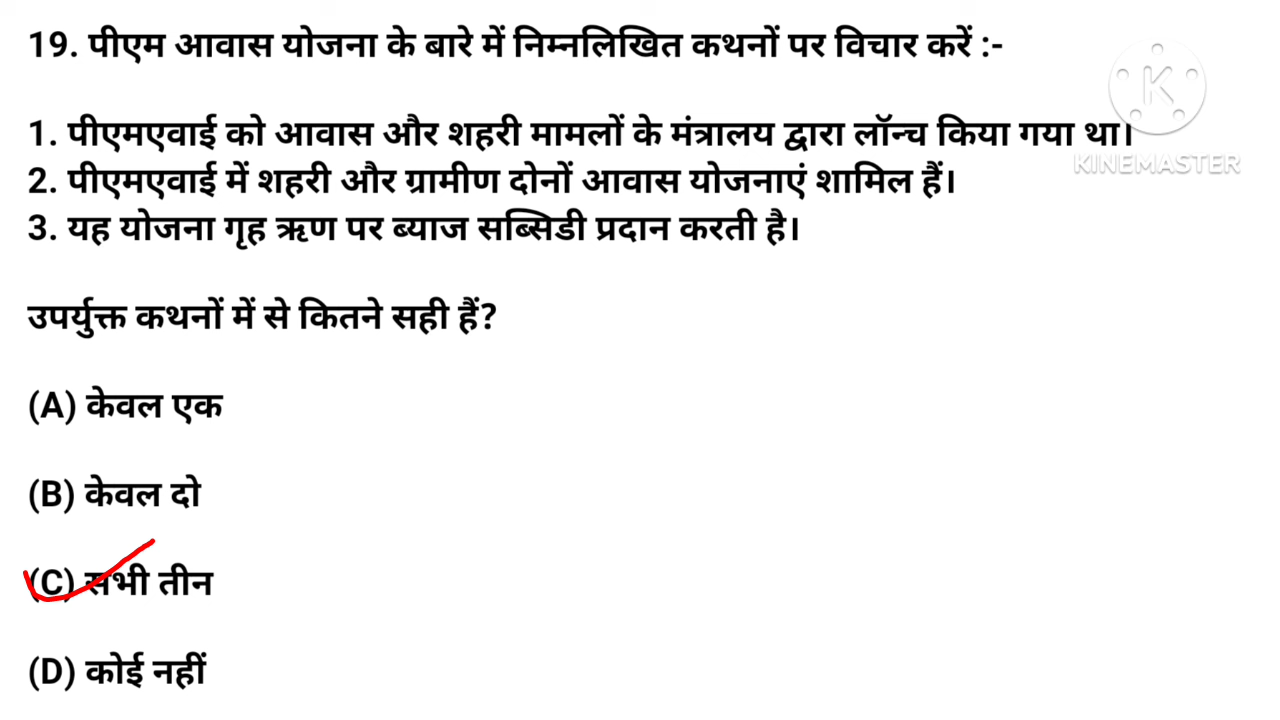 19. पीएम आवास योजना के बारे में निम्नलिखित कथनों पर विचार करें :-
K
KINEMASTER
1. पीएमएवाई को आवास और शहरी मामलों के मंत्रालय द्वारा लॉन्च किया गया था।
2. पीएमएवाई में शहरी और ग्रामीण दोनों आवास योजनाएं शामिल हैं।
3. यह योजना गृह ऋण पर ब्याज सब्सिडी प्रदान करती है।
उपर्युक्त कथनों में से कितने सही हैं?
(A) केवल एक
(B) केवल दो
(C) सभी तीन
(D) कोई नहीं